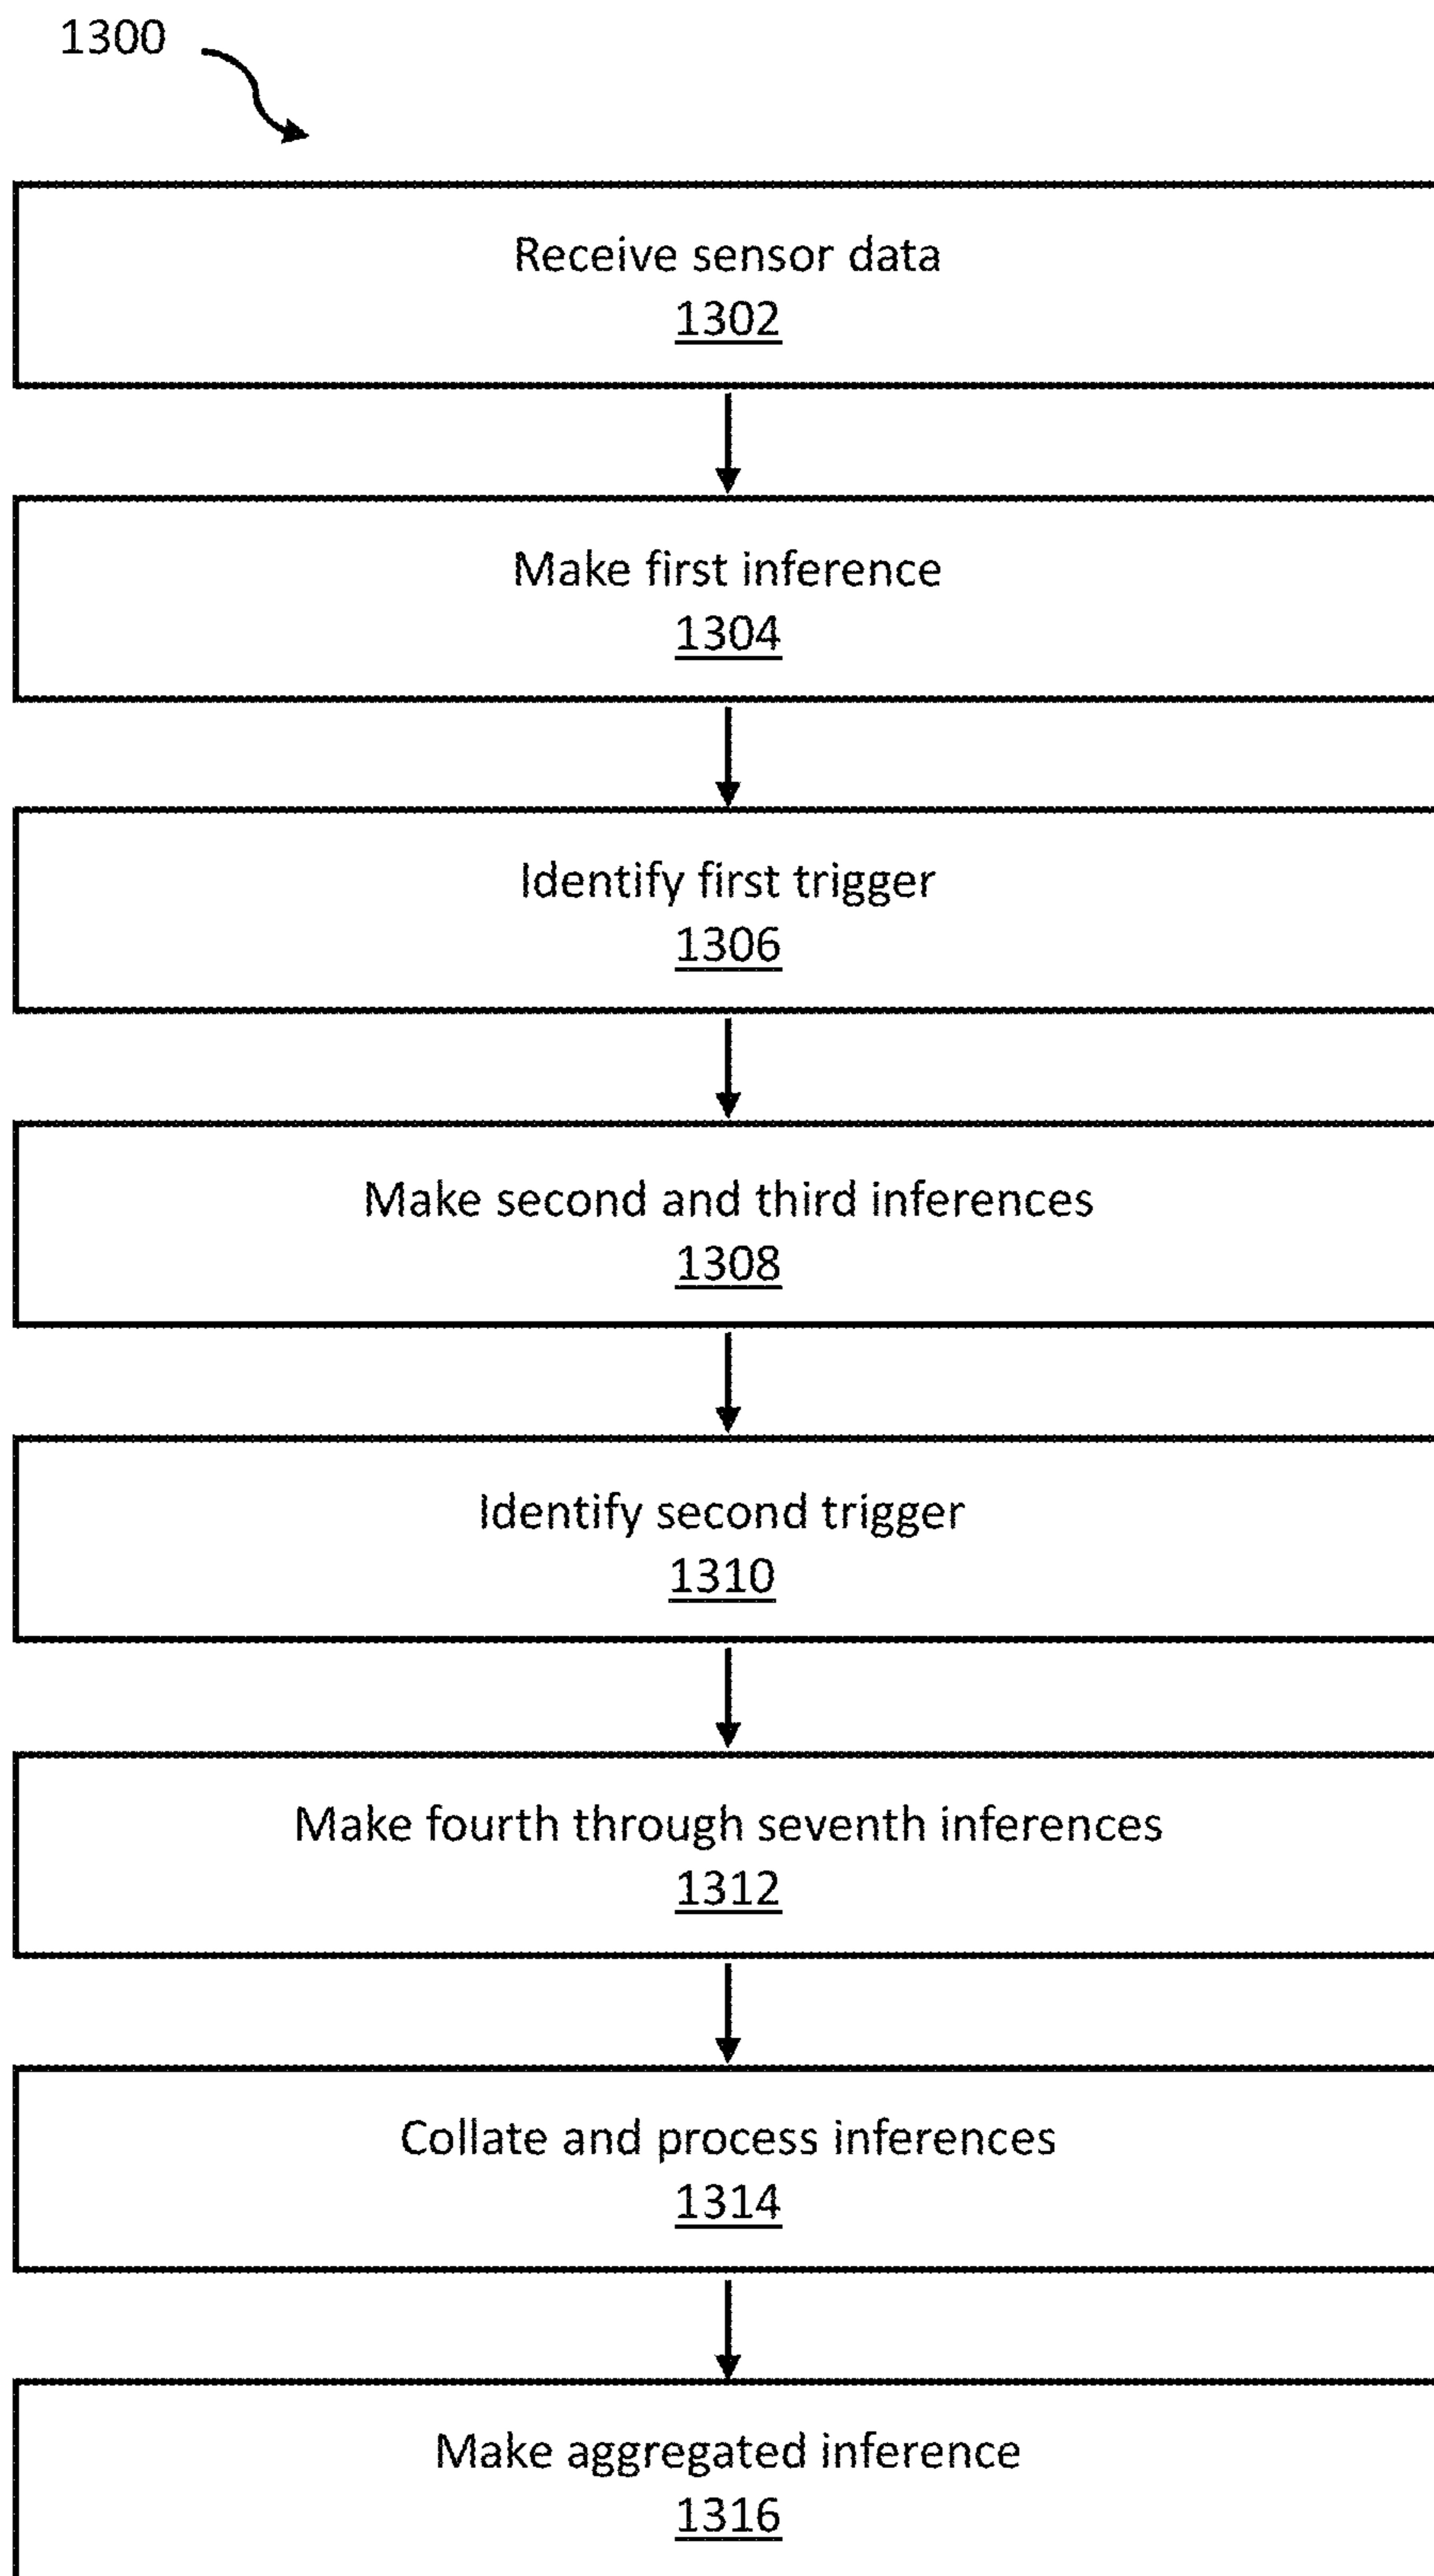 1300
Receive sensor data
1302
Make first inference
1304
Identify first trigger
1306
Make second and third inferences
1308
Identify second trigger
1310
Make fourth through seventh inferences
1312
Collate and process inferences
1314
Make aggregated inference
1316